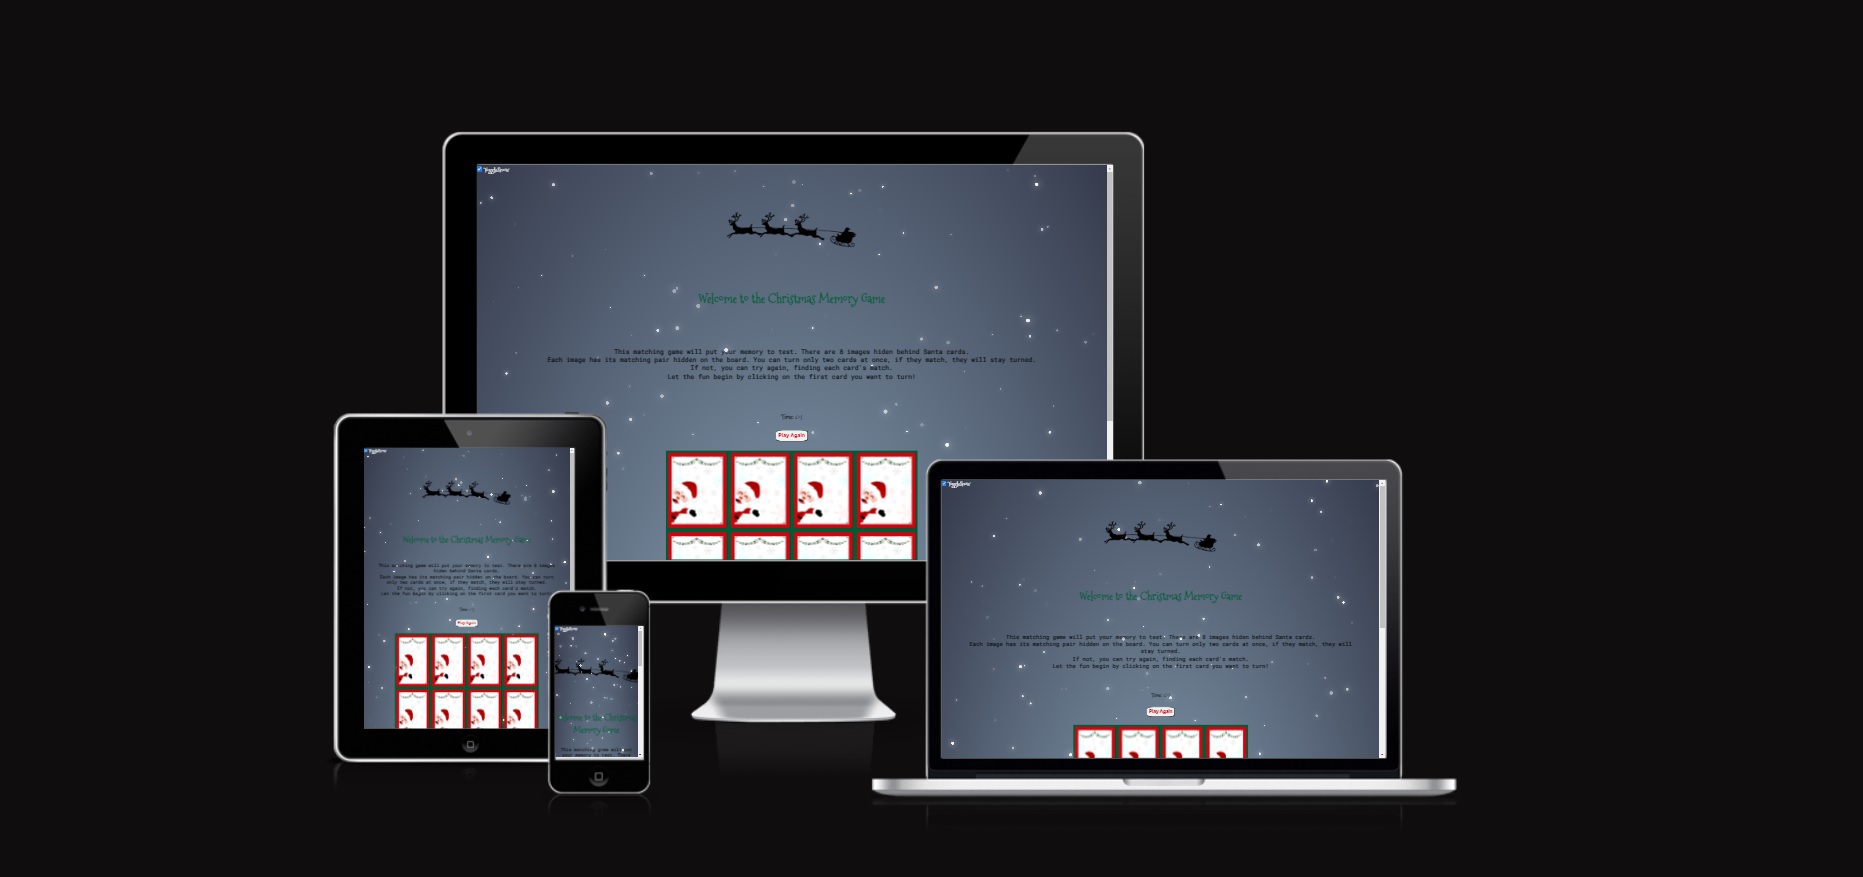 Welcome to the Christmas Memory Game
This matching game will put your memory to test. There are 8 images hiden behind Santa cards.
Each image has its matching pair hidden on the board. You can turn only two cards at once, if they match, they will stay turned.
If not, you can try again, finding each card's match.
Let the fun begin by clicking on the first card you want to turn!
Time:
Play Again
Welcome to the Christmas Memory Game
This matching game will put your memory to test. There are 8 images
hiden behind Santa cards.
Each image has its matching pair hidden on the board. You can turn
only two cards at once, if they match, they will stay turned.
If not, you can try again, finding each card's match.
Let the fun begin by clicking on the first card you want to turn!
Time:
Play Again
Welcome to the Christmas
Memory Game
This matching game will put
your memory to test. There
Welcome to the Christmas Memory Game
This matching game will put your memory to test. There are 8 images hiden behind Santa cards.
Each image has its matching pair hidden on the board. You can turn only two cards at once, if they match, they will
stay turned.
If not, you can try again, finding each card's match.
Let the fun begin by clicking on the first card you want to turn!
Time:
Play Again